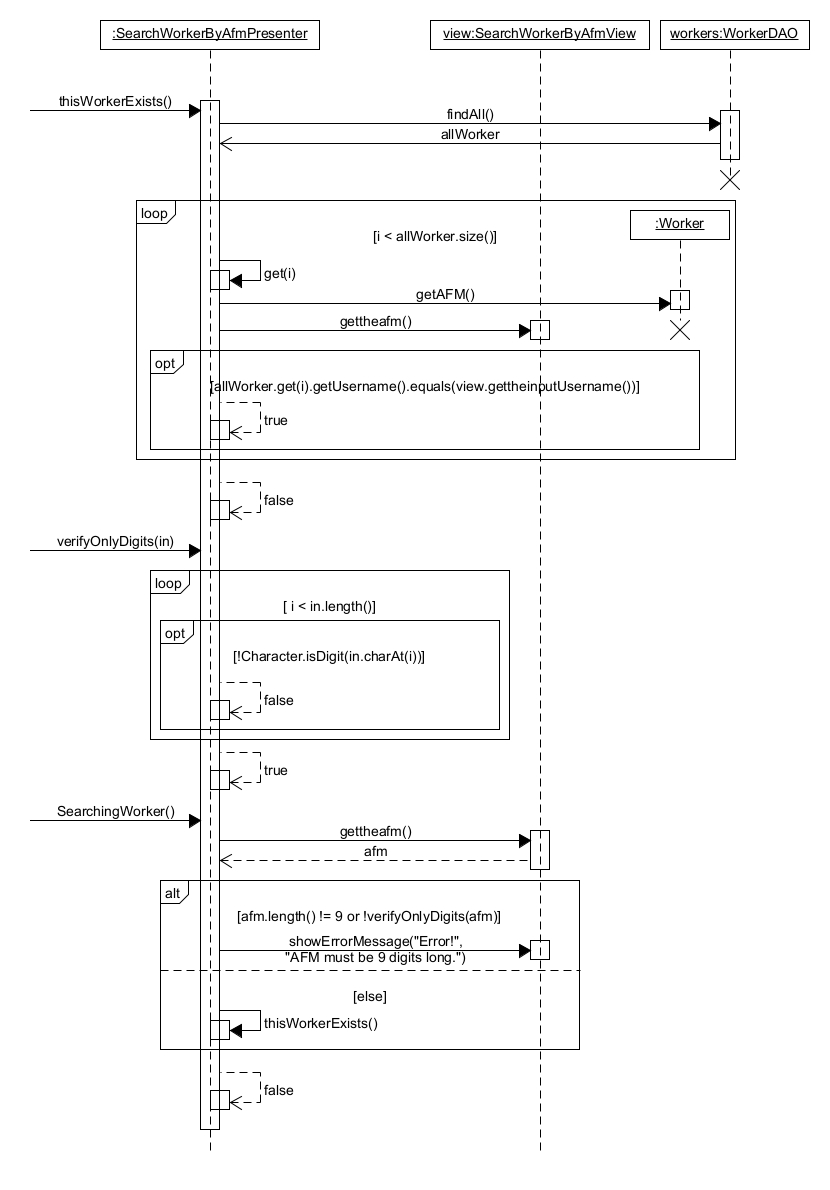 :SearchWorkerByAfmPresenter
view:SearchWorkerByAfmView
workers:WorkerDAO
thisWorkerExists()
findAll()
allWorker
loop
[i < allWorker.size()]
:Worker
get(i)
getAFM()
gettheafm()
opt
[allWorker.get(i).getUsername().equals(view.gettheinputUsername())]
true
false
verifyOnlyDigits(in)
loop
[ i < in.length()]
opt
[!Character.isDigit(in.charAt(i))]
false
true
SearchingWorker()
gettheafm()
afm
alt
[afm.length() != 9 or !verifyOnlyDigits(afm)]
showErrorMessage("Error!",
"AFM must be 9 digits long.")
[else]
thisWorkerExists()
false